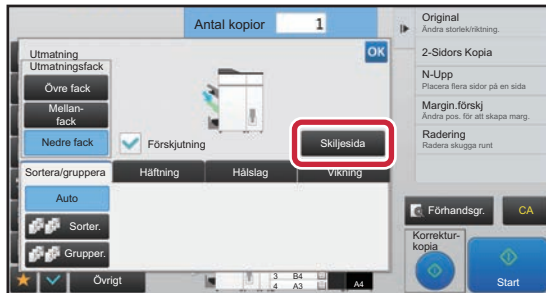 Antal kopior 1
Utmatning
OK
Utmatningsfack
Övre fack
Mellan-
fack
Nedre fack
Förskjutning
Skiljesida
Sortera/gruppera
Häftning
Hålslag
Vikning
Auto
Sorter.
Grupper.
Övrigt
3 B4
4 A3
A4
Original
Ändra storlek/riktning.
2-Sidors Kopia
N-Upp
Placera flera sidor på en sida
Margin.förskj
Ändra pos. för att skapa marg.
Radering
Radera skugga runt
Förhandsgr.
CA
Korrektur-
kopia
Start